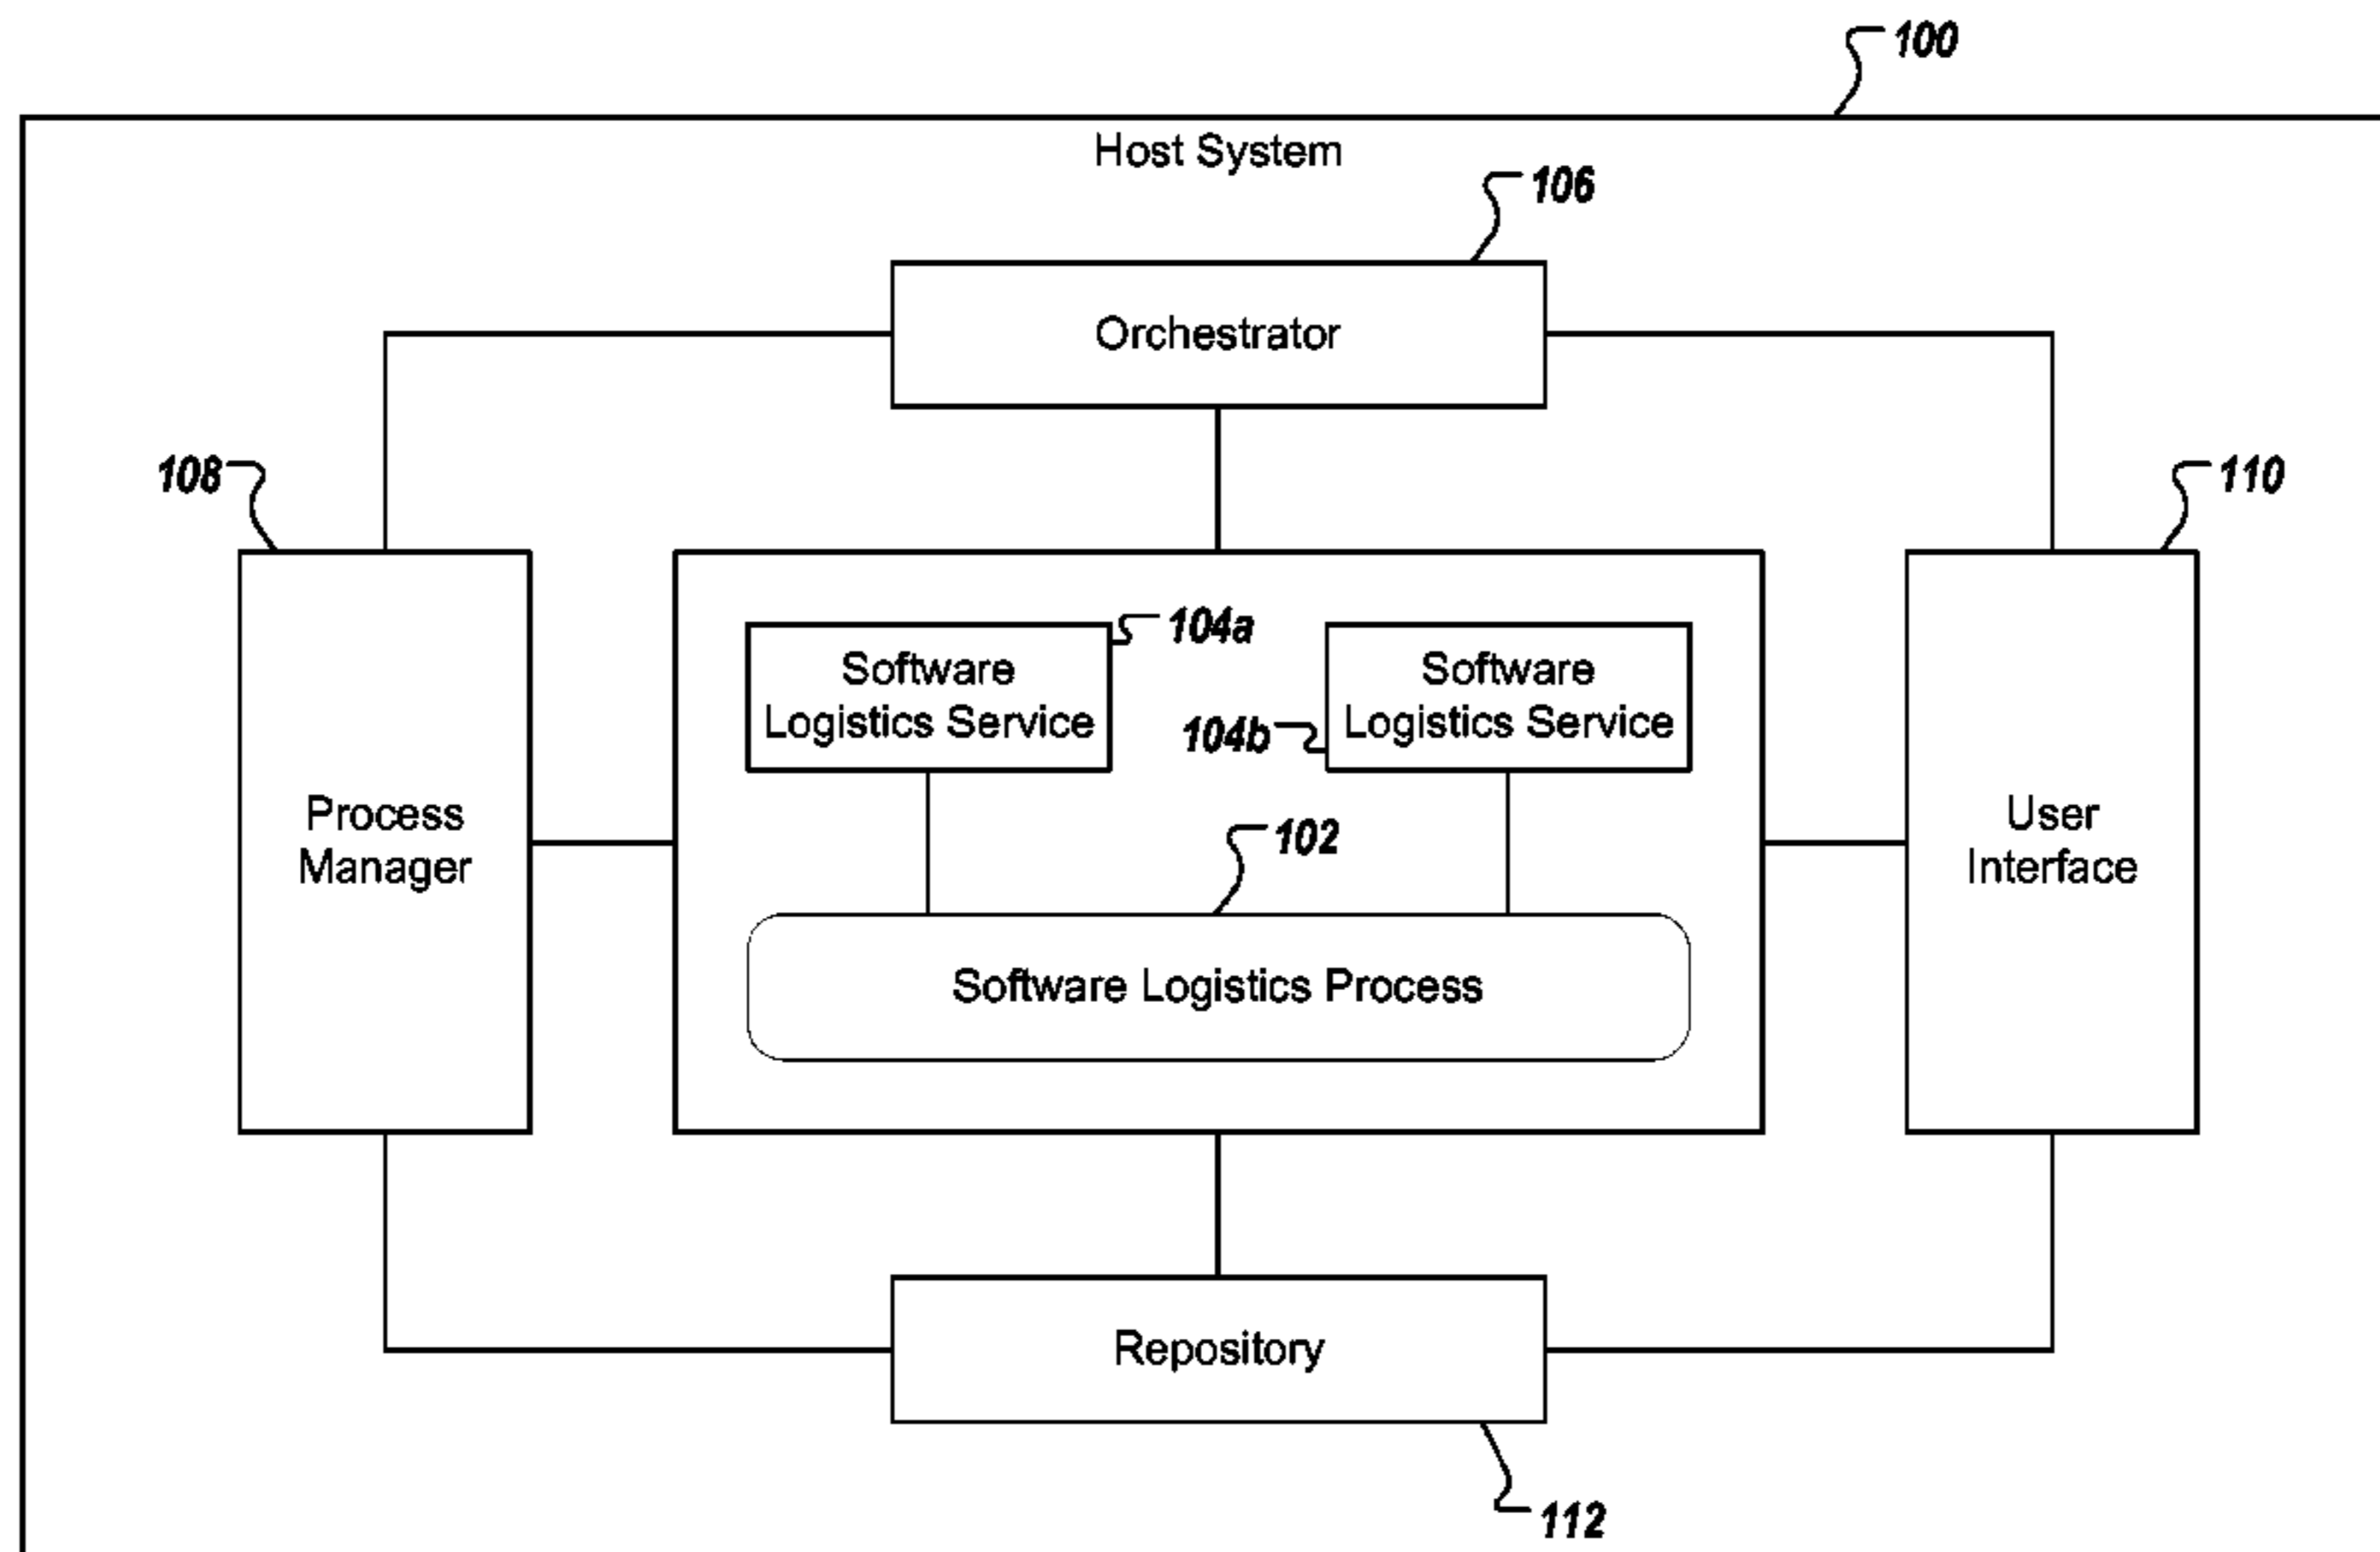 100
Host System
106
Orchestrator
108
110
104a
Software
Logistics Service
Software
Logistics Service
104b
102
Process
Manager
User
Interface
Software Logistics Process
Repository
112